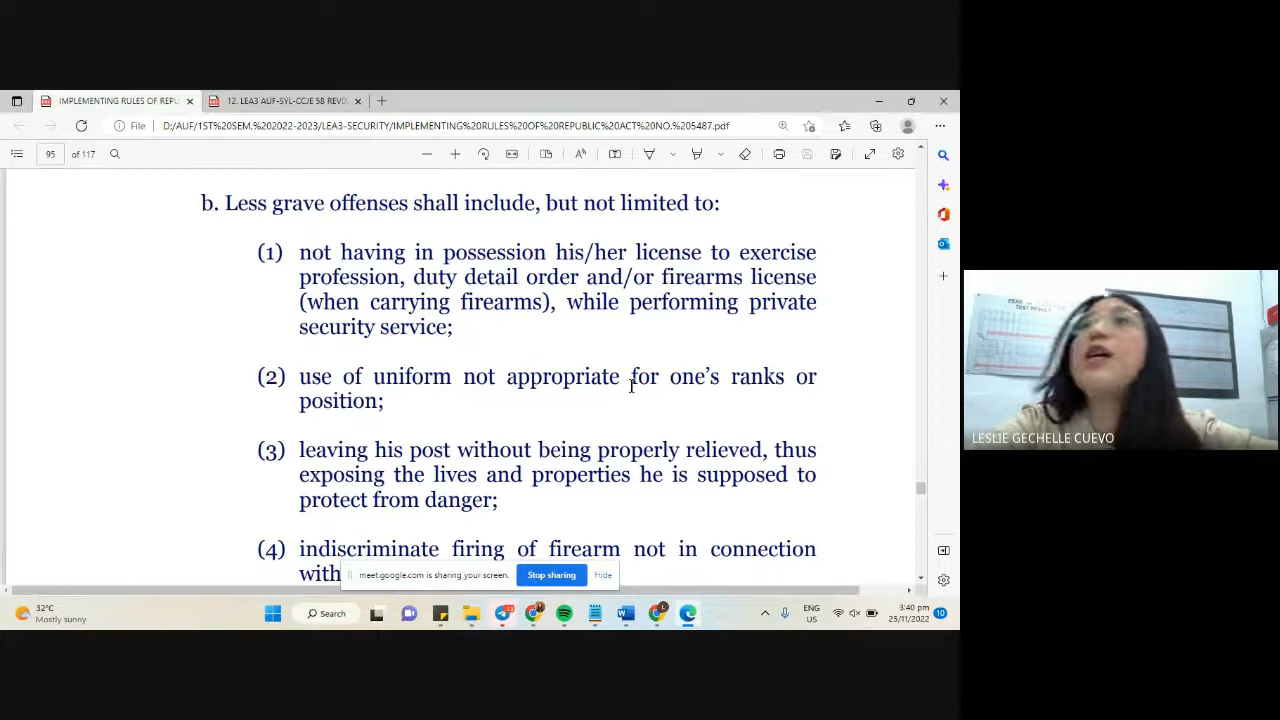 IMPLEMENTING RULES OF REPU
12. LEA3 AUF-SYL-CCJE 5B REV0
File
D:/AUF/1ST%20SEM.%202022-2023/LEA3-SECURITY/IMPLEMENTING%20RULES%20OF%20REPUBLIC%20ACT%20NO.%205487.pdf
95 of 117
b. Less grave offenses shall include, but not limited to:
(1) not having in possession his/her license to exercise
profession, duty detail order and/or firearms license
(when carrying firearms), while performing private
security service;
(2) use of uniform not appropriate for one's ranks or
position;
(3) leaving his post without being properly relieved, thus
exposing the lives and properties he is supposed to
protect from danger;
(4) indiscriminate firing of firearm not in connection
with
meet.google.com is sharing your screen.
Stop sharing
Hide
TEST RESULT
LESLIE GECHELLE CUEVO
32°C
Mostly sunny
Search
ENG
US
3:40 pm
25/11/2022
10